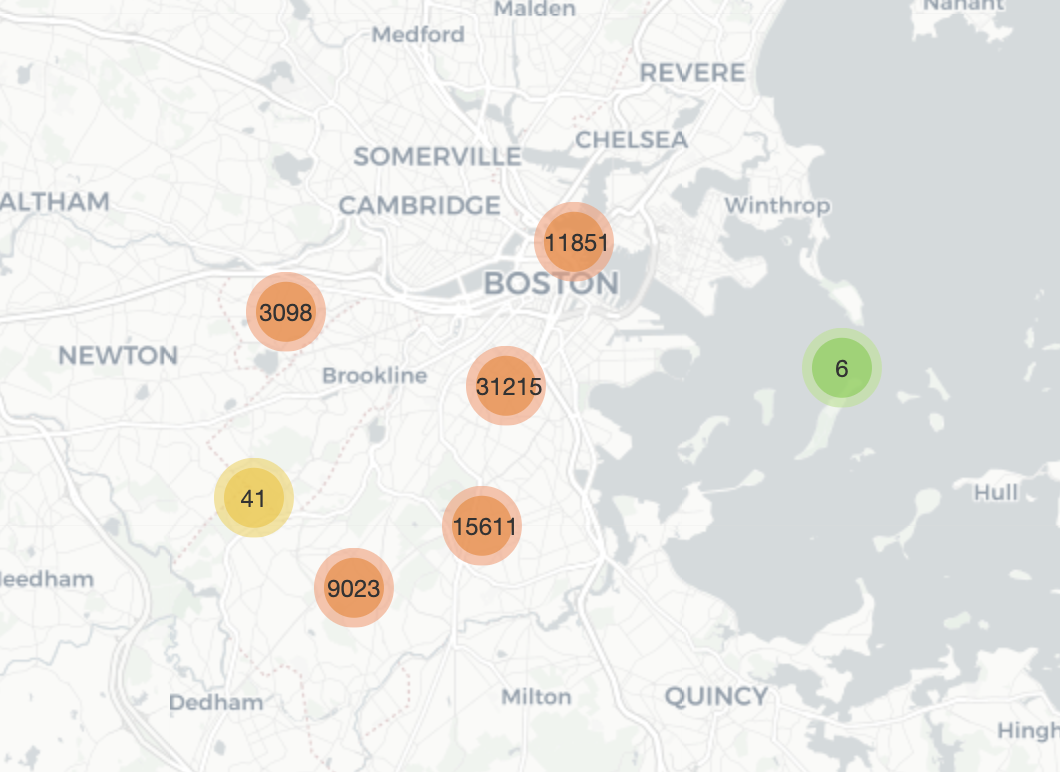 Malden
Nahant
Medford
REVERE
CHELSEA
SOMERVILLE
ALTHAM
CAMBRIDGE
Winthrop
11851
BOSTON
3098
NEWTON
6
Brookline
31215
41
Hull
15611
eedham
9023
Dedham
Milton
QUINCY
Hingh